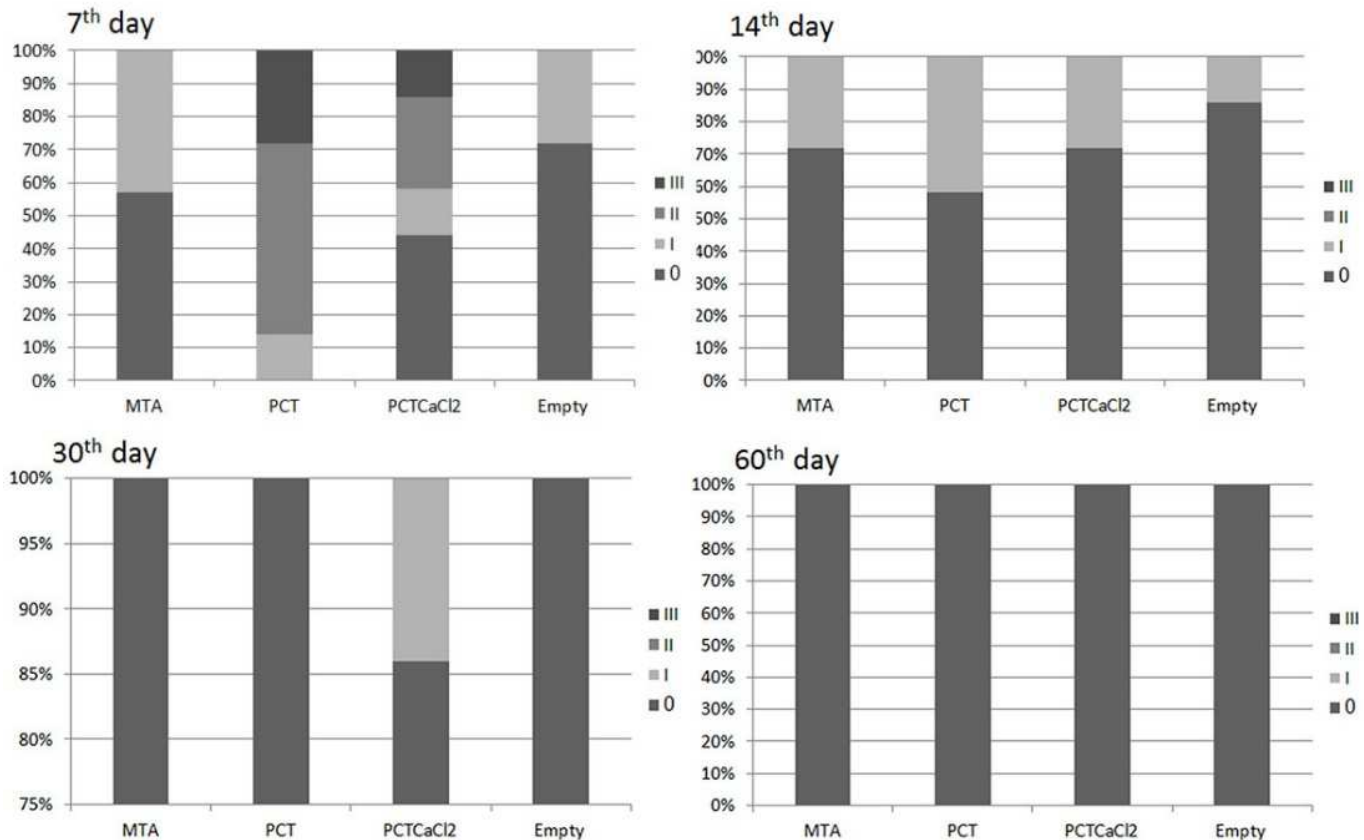 7th day
100%
90%
80%
70%
60%
50%
40%
30%
20%
10%
0%
MTA PCT PCTCaCl2 Empty
III
II
I
0
14th day
00%
90%
80%
70%
60%
50%
40%
30%
20%
10%
0%
MTA PCT PCTCaCl2 Empty
III
II
I
0
30th day
100%
95%
90%
85%
80%
75%
MTA PCT PCTCaCl2 Empty
III
II
I
0
60th day
100%
90%
80%
70%
60%
50%
40%
30%
20%
10%
0%
MTA PCT PCTCaCl2 Empty
III
II
I
0